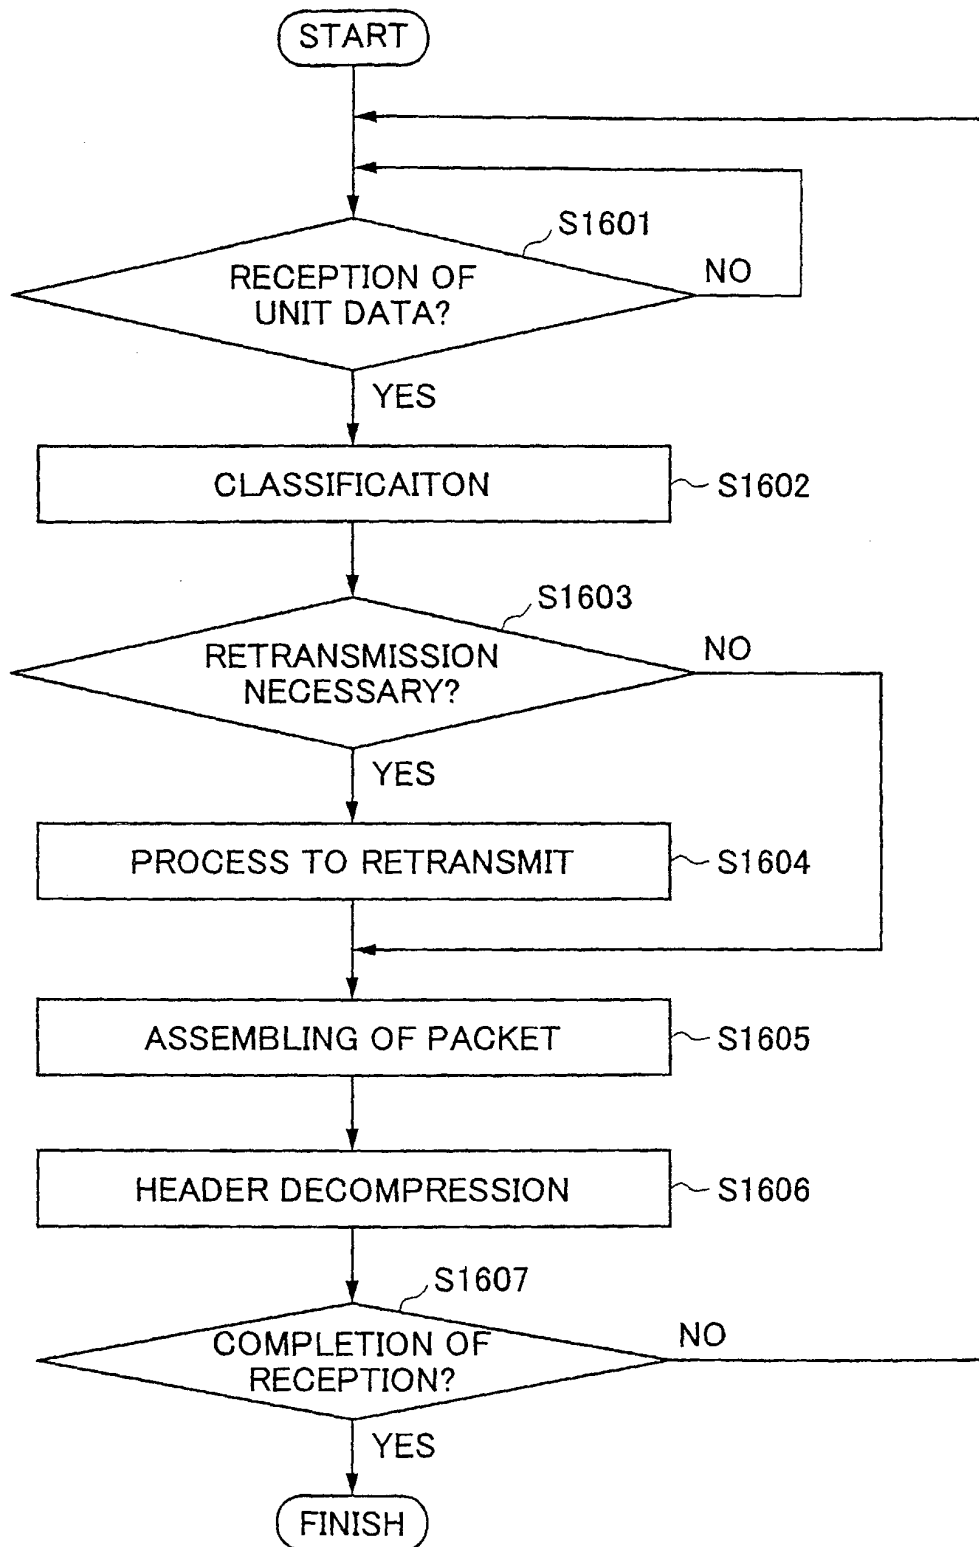 START
S1601
RECEPTION OF
UNIT DATA?
NO
YES
CLASSIFICAITON
S1602
S1603
RETRANSMISSION
NECESSARY?
NO
YES
PROCESS TO RETRANSMIT
S1604
ASSEMBLING OF PACKET
S1605
HEADER DECOMPRESSION
S1606
S1607
COMPLETION OF
RECEPTION?
NO
YES
FINISH